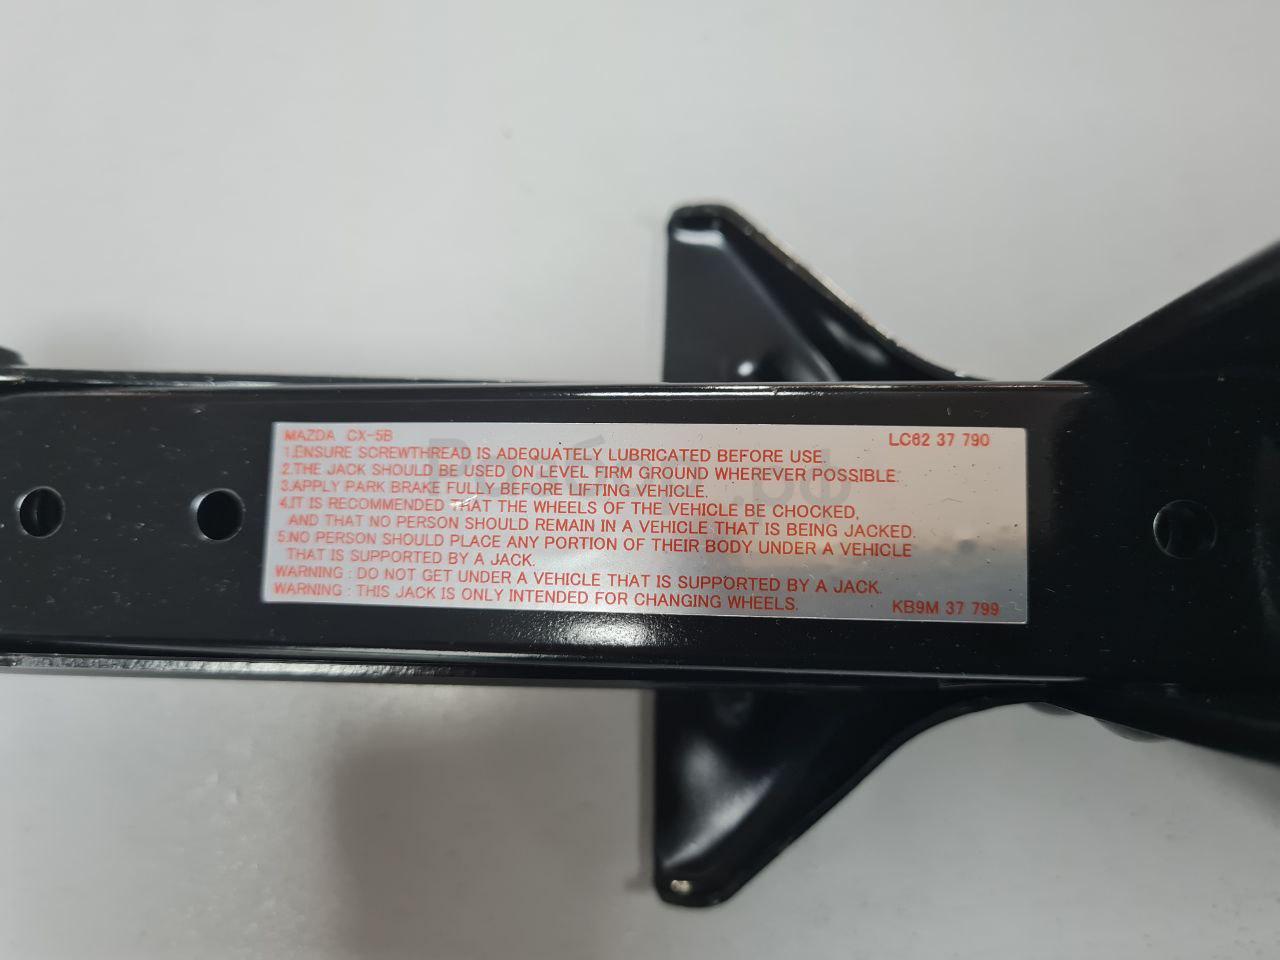 MAZDA CX-5B LC62 37 790
1.ENSURE SCREWTHREAD IS ADEQUATELY LUBRICATED BEFORE USE.
2.THE JACK SHOULD BE USED ON LEVEL FIRM GROUND WHEREVER POSSIBLE.
3.APPLY PARK BRAKE FULLY BEFORE LIFTING VEHICLE.
4.IT IS RECOMMENDED THAT THE WHEELS OF THE VEHICLE BE CHOCKED,
AND THAT NO PERSON SHOULD REMAIN IN A VEHICLE THAT IS BEING JACKED.
5.NO PERSON SHOULD PLACE ANY PORTION OF THEIR BODY UNDER A VEHICLE
THAT IS SUPPORTED BY A JACK.
WARNING : DO NOT GET UNDER A VEHICLE THAT IS SUPPORTED BY A JACK.
WARNING : THIS JACK IS ONLY INTENDED FOR CHANGING WHEELS. KB9M 37 799